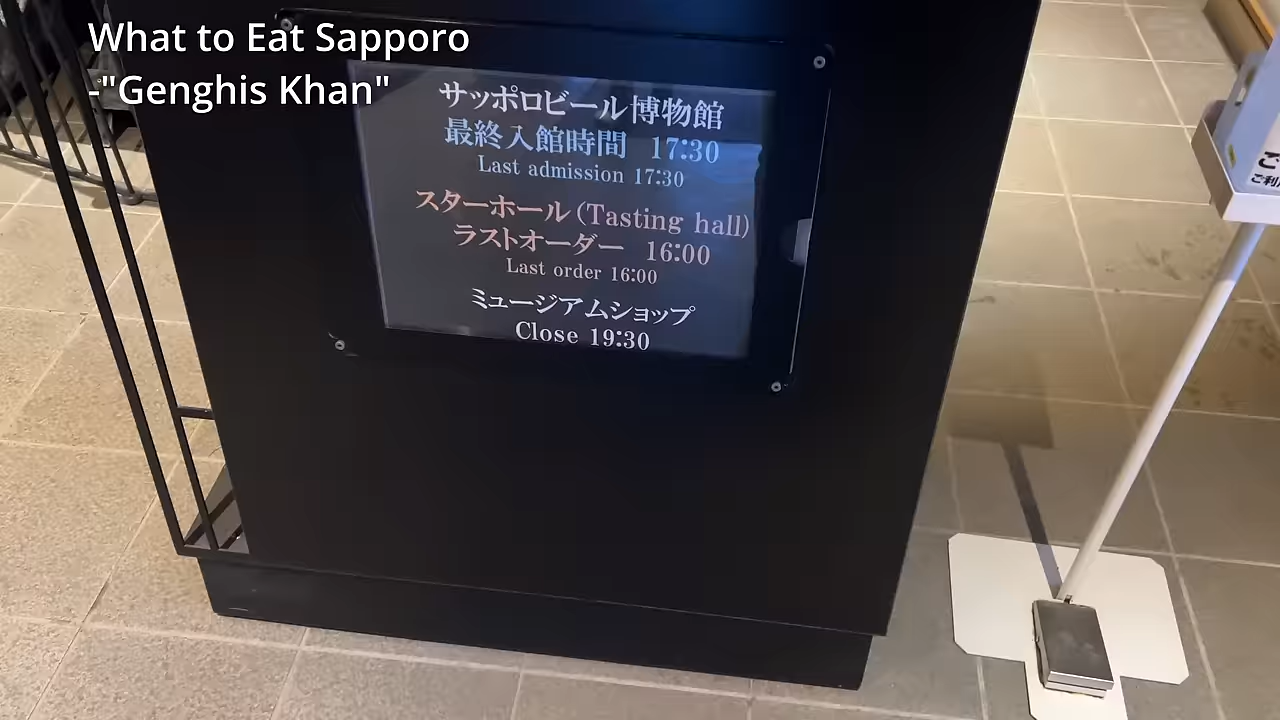 What to Eat Sapporo
-"Genghis Khan"
サッポロビール博物館
最終入館時間 17:30
Last admission 17:30
スターホール(Tasting hall)
ラストオーダー 16:00
Last order 16:00
ミュージアムショップ
Close 19:30